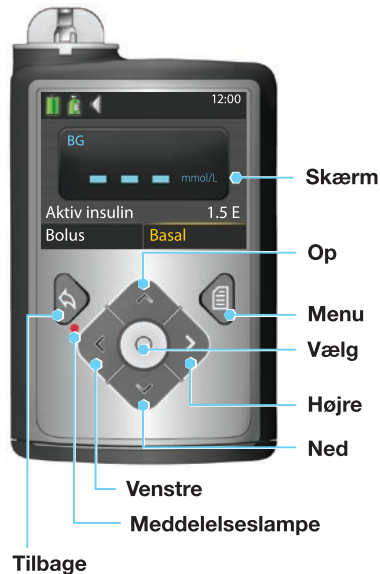 12:00
BG
--- mmol/L
Skærm
Aktiv insulin 1.5 E
Bolus Basal
Op
Menu
Vælg
Højre
Ned
Venstre
Meddelelseslampe
Tilbage